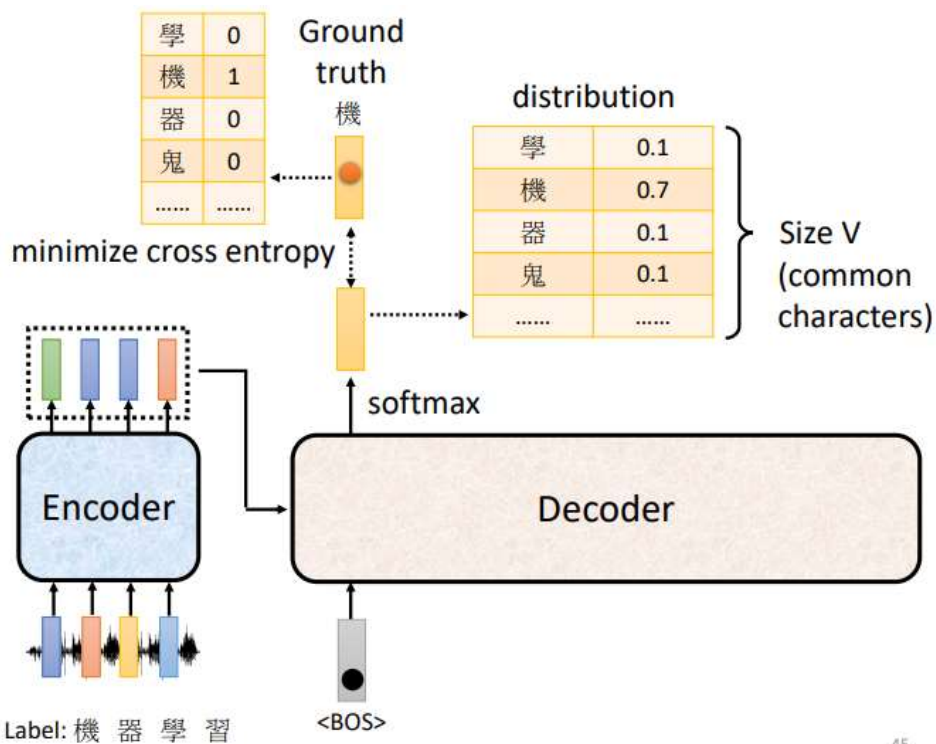 學 0
機 1
器 0
鬼 0
…… ……
Ground
truth
機
minimize cross entropy
distribution
學 0.1
機 0.7
器 0.1
鬼 0.1
…… ……
Size V
(common
characters)
softmax
Encoder
Decoder
<BOS>
Label: 機 器 學 習
45